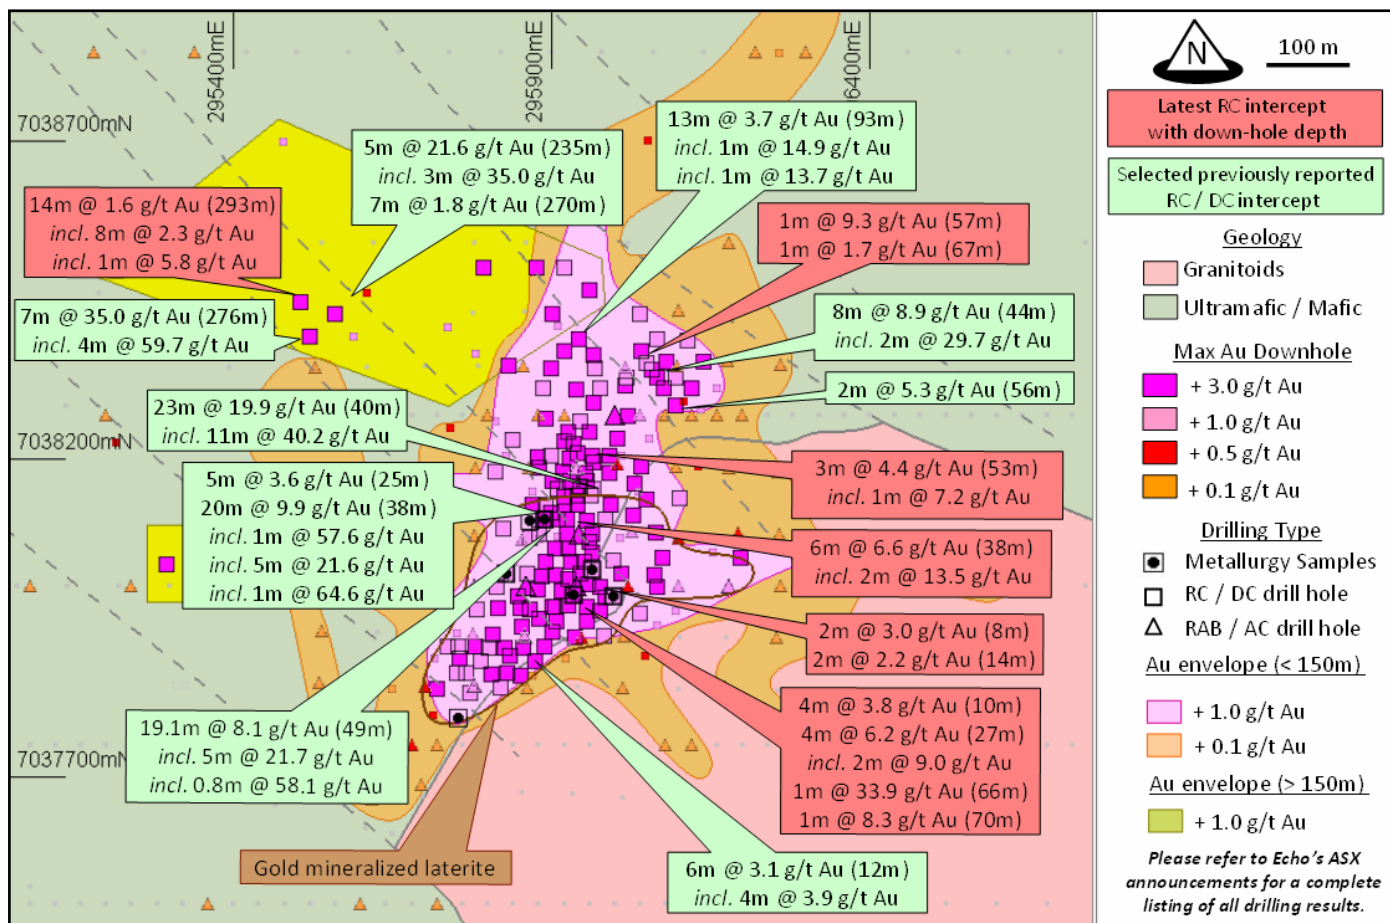 295400mE
295900mE
296400mE
7038700mN
7038200mN
7037700mN
5m @ 21.6 g/t Au (235m)
incl. 3m @ 35.0 g/t Au
7m @ 1.8 g/t Au (270m)
13m @ 3.7 g/t Au (93m)
incl. 1m @ 14.9 g/t Au
incl. 1m @ 13.7 g/t Au
14m @ 1.6 g/t Au (293m)
incl. 8m @ 2.3 g/t Au
incl. 1m @ 5.8 g/t Au
1m @ 9.3 g/t Au (57m)
1m @ 1.7 g/t Au (67m)
7m @ 35.0 g/t Au (276m)
incl. 4m @ 59.7 g/t Au
8m @ 8.9 g/t Au (44m)
incl. 2m @ 29.7 g/t Au
2m @ 5.3 g/t Au (56m)
23m @ 19.9 g/t Au (40m)
incl. 11m @ 40.2 g/t Au
3m @ 4.4 g/t Au (53m)
incl. 1m @ 7.2 g/t Au
5m @ 3.6 g/t Au (25m)
20m @ 9.9 g/t Au (38m)
incl. 1m @ 57.6 g/t Au
incl. 5m @ 21.6 g/t Au
incl. 1m @ 64.6 g/t Au
6m @ 6.6 g/t Au (38m)
incl. 2m @ 13.5 g/t Au
2m @ 3.0 g/t Au (8m)
2m @ 2.2 g/t Au (14m)
19.1m @ 8.1 g/t Au (49m)
incl. 5m @ 21.7 g/t Au
incl. 0.8m @ 58.1 g/t Au
4m @ 3.8 g/t Au (10m)
4m @ 6.2 g/t Au (27m)
incl. 2m @ 9.0 g/t Au
1m @ 33.9 g/t Au (66m)
1m @ 8.3 g/t Au (70m)
Gold mineralized laterite
6m @ 3.1 g/t Au (12m)
incl. 4m @ 3.9 g/t Au
N
100 m
Latest RC intercept
with down-hole depth
Selected previously reported
RC / DC intercept
Geology
Granitoids
Ultramafic / Mafic
Max Au Downhole
+ 3.0 g/t Au
+ 1.0 g/t Au
+ 0.5 g/t Au
+ 0.1 g/t Au
Drilling Type
Metallurgy Samples
RC / DC drill hole
RAB / AC drill hole
Au envelope (< 150m)
+ 1.0 g/t Au
+ 0.1 g/t Au
Au envelope (> 150m)
+ 1.0 g/t Au
Please refer to Echo's ASX
announcements for a complete
listing of all drilling results.